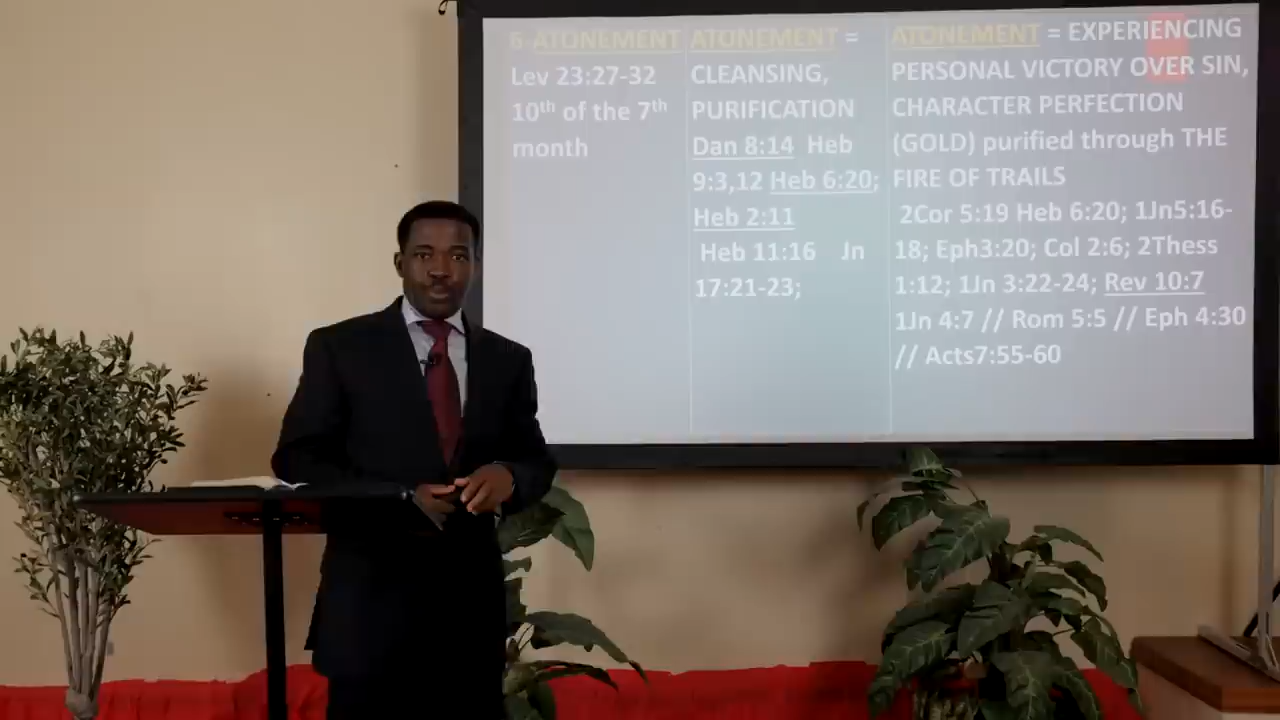 6-ATONEMENT
Lev 23:27-32
10th of the 7th
month
ATONEMENT =
CLEANSING,
PURIFICATION
Dan 8:14 Heb
9:3,12 Heb 6:20;
Heb 2:11
Heb 11:16 Jn
17:21-23;
ATONEMENT = EXPERIENCING
PERSONAL VICTORY OVER SIN,
CHARACTER PERFECTION
(GOLD) purified through THE
FIRE OF TRAILS
2Cor 5:19 Heb 6:20; 1Jn5:16-
18; Eph3:20; Col 2:6; 2Thess
1:12; 1Jn 3:22-24; Rev 10:7
1Jn 4:7 // Rom 5:5 // Eph 4:30
// Acts7:55-60